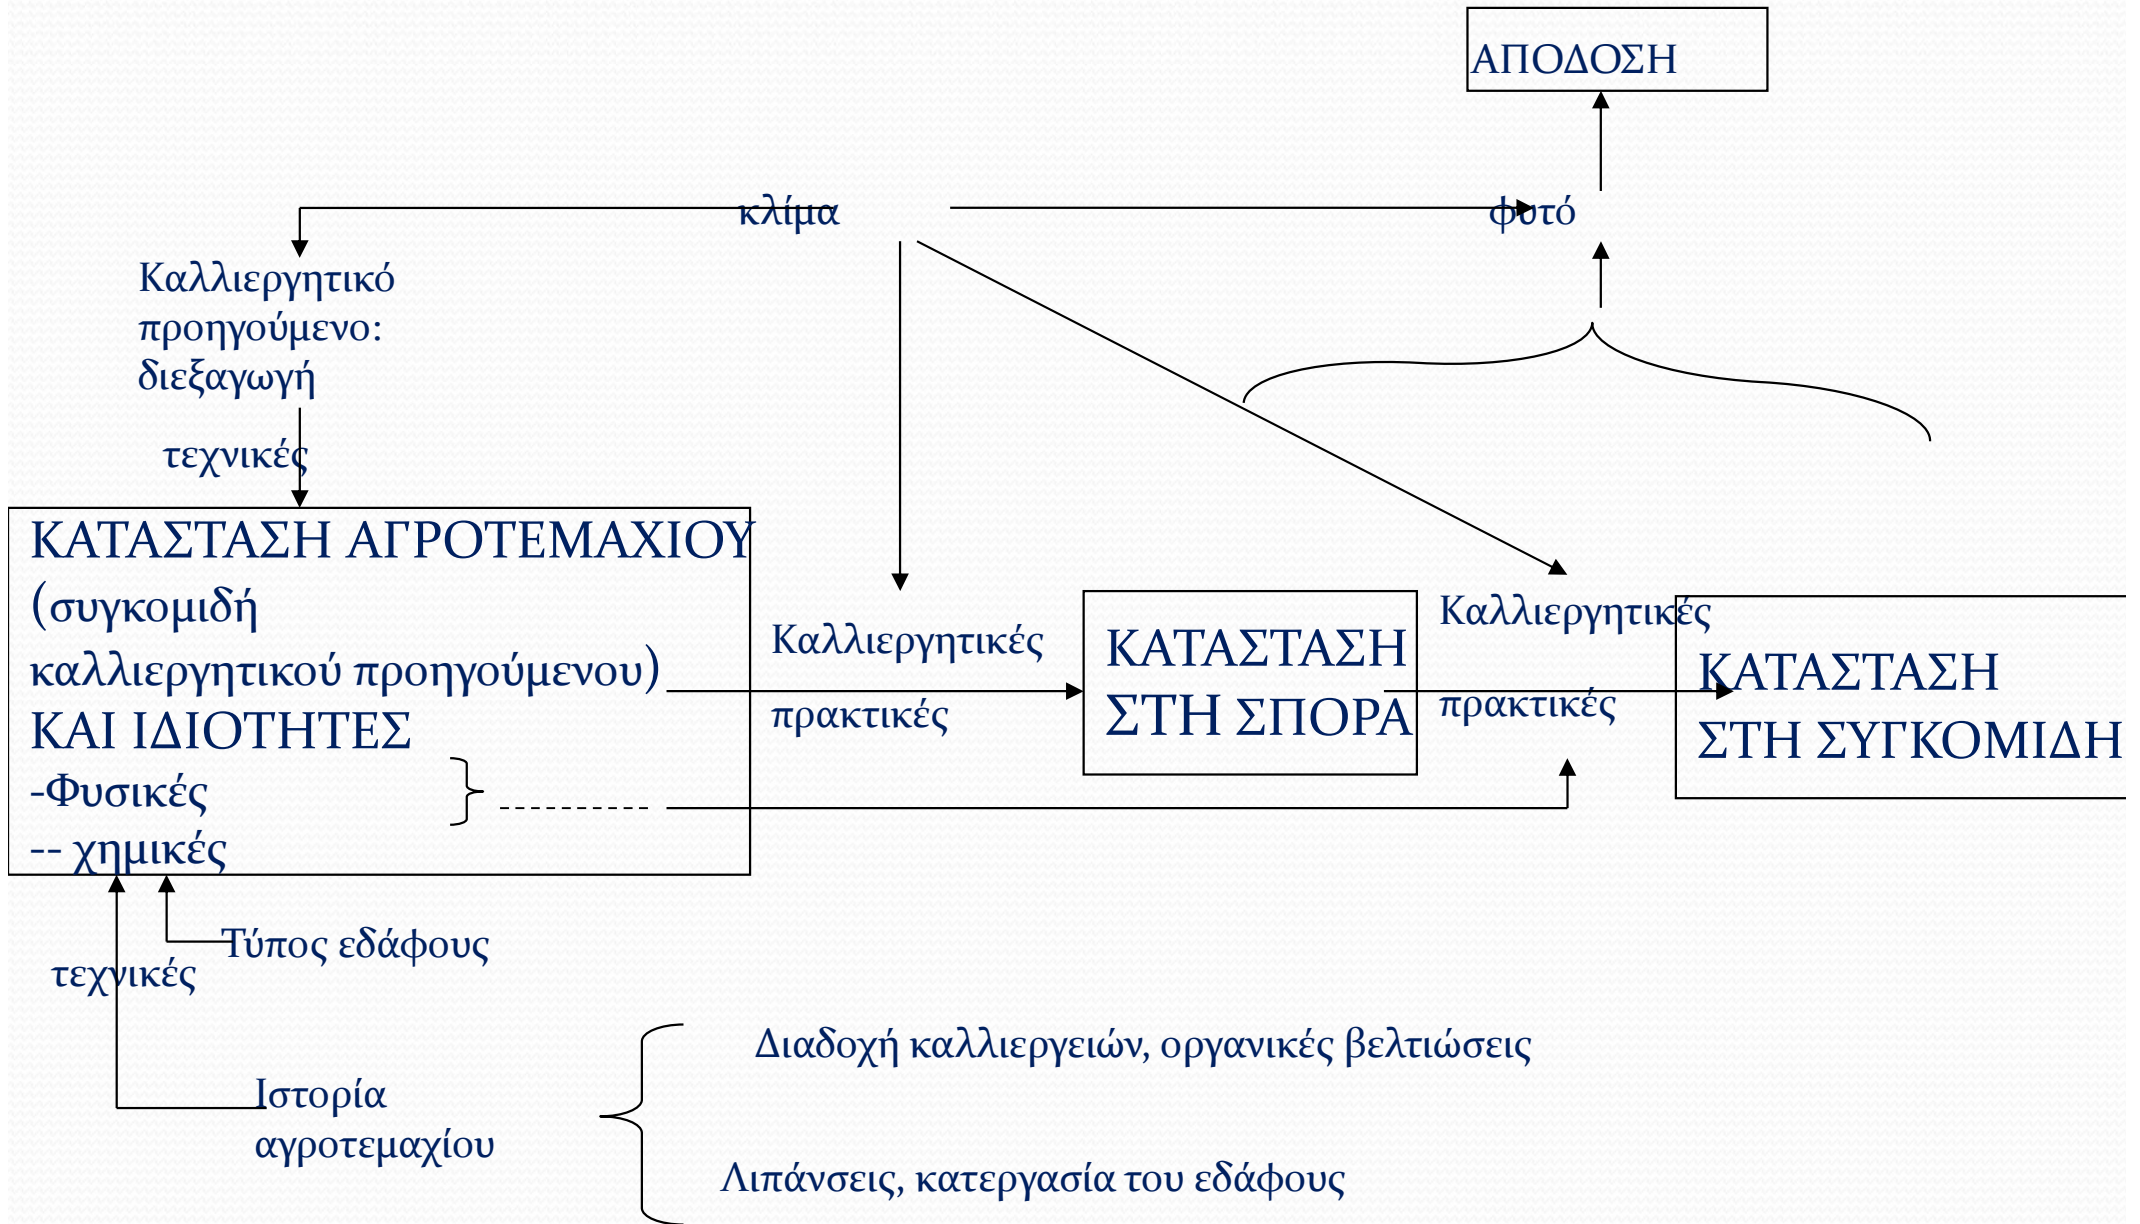 ΑΠΟΔΟΣΗ
κλίμα
φυτό
Καλλιεργητικό
προηγούμενο:
διεξαγωγή
τεχνικές
ΚΑΤΑΣΤΑΣΗ ΑΓΡΟΤΕΜΑΧΙΟΥ
(συγκομιδή
καλλιεργητικού προηγούμενου)
ΚΑΙ ΙΔΙΟΤΗΤΕΣ
-Φυσικές
-- χημικές
Καλλιεργητικές
πρακτικές
ΚΑΤΑΣΤΑΣΗ
ΣΤΗ ΣΠΟΡΑ
Καλλιεργητικές
πρακτικές
ΚΑΤΑΣΤΑΣΗ
ΣΤΗ ΣΥΓΚΟΜΙΔΗ
Τύπος εδάφους
τεχνικές
Ιστορία
αγροτεμαχίου
Διαδοχή καλλιεργειών, οργανικές βελτιώσεις
Λιπάνσεις, κατεργασία του εδάφους